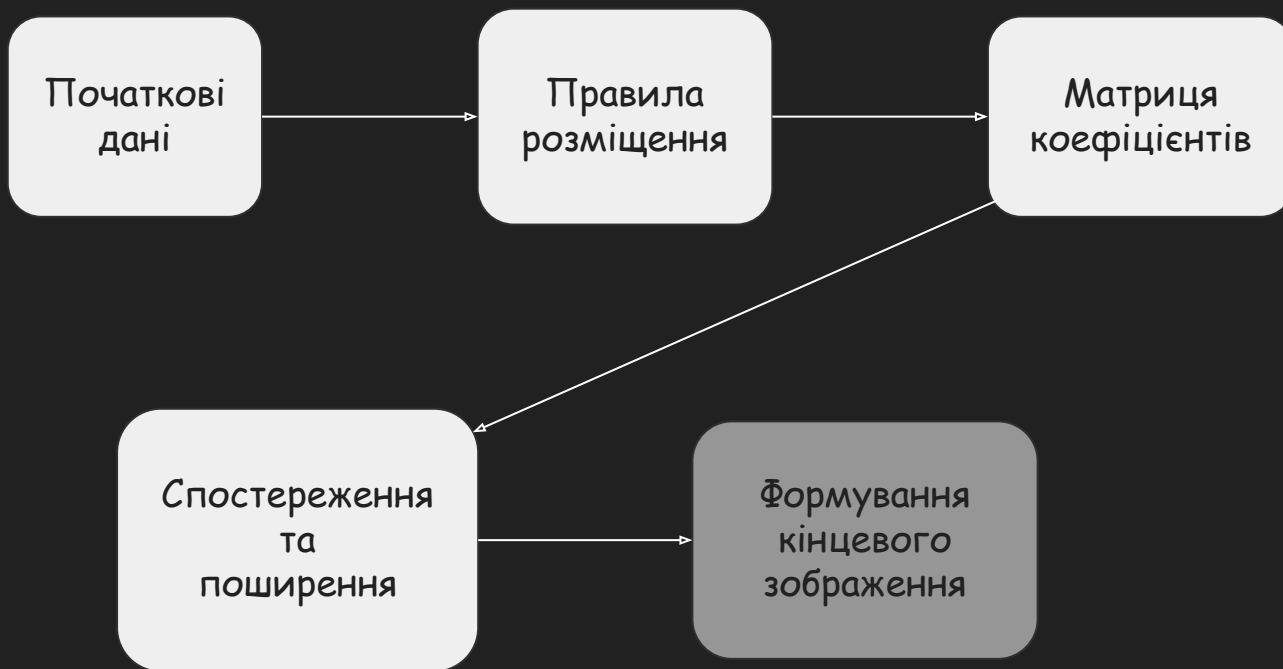 Початкові
дані
Правила
розміщення
Матриця
коефіцієнтів
Спостереження
та
поширення
Формування
кінцевого
зображення